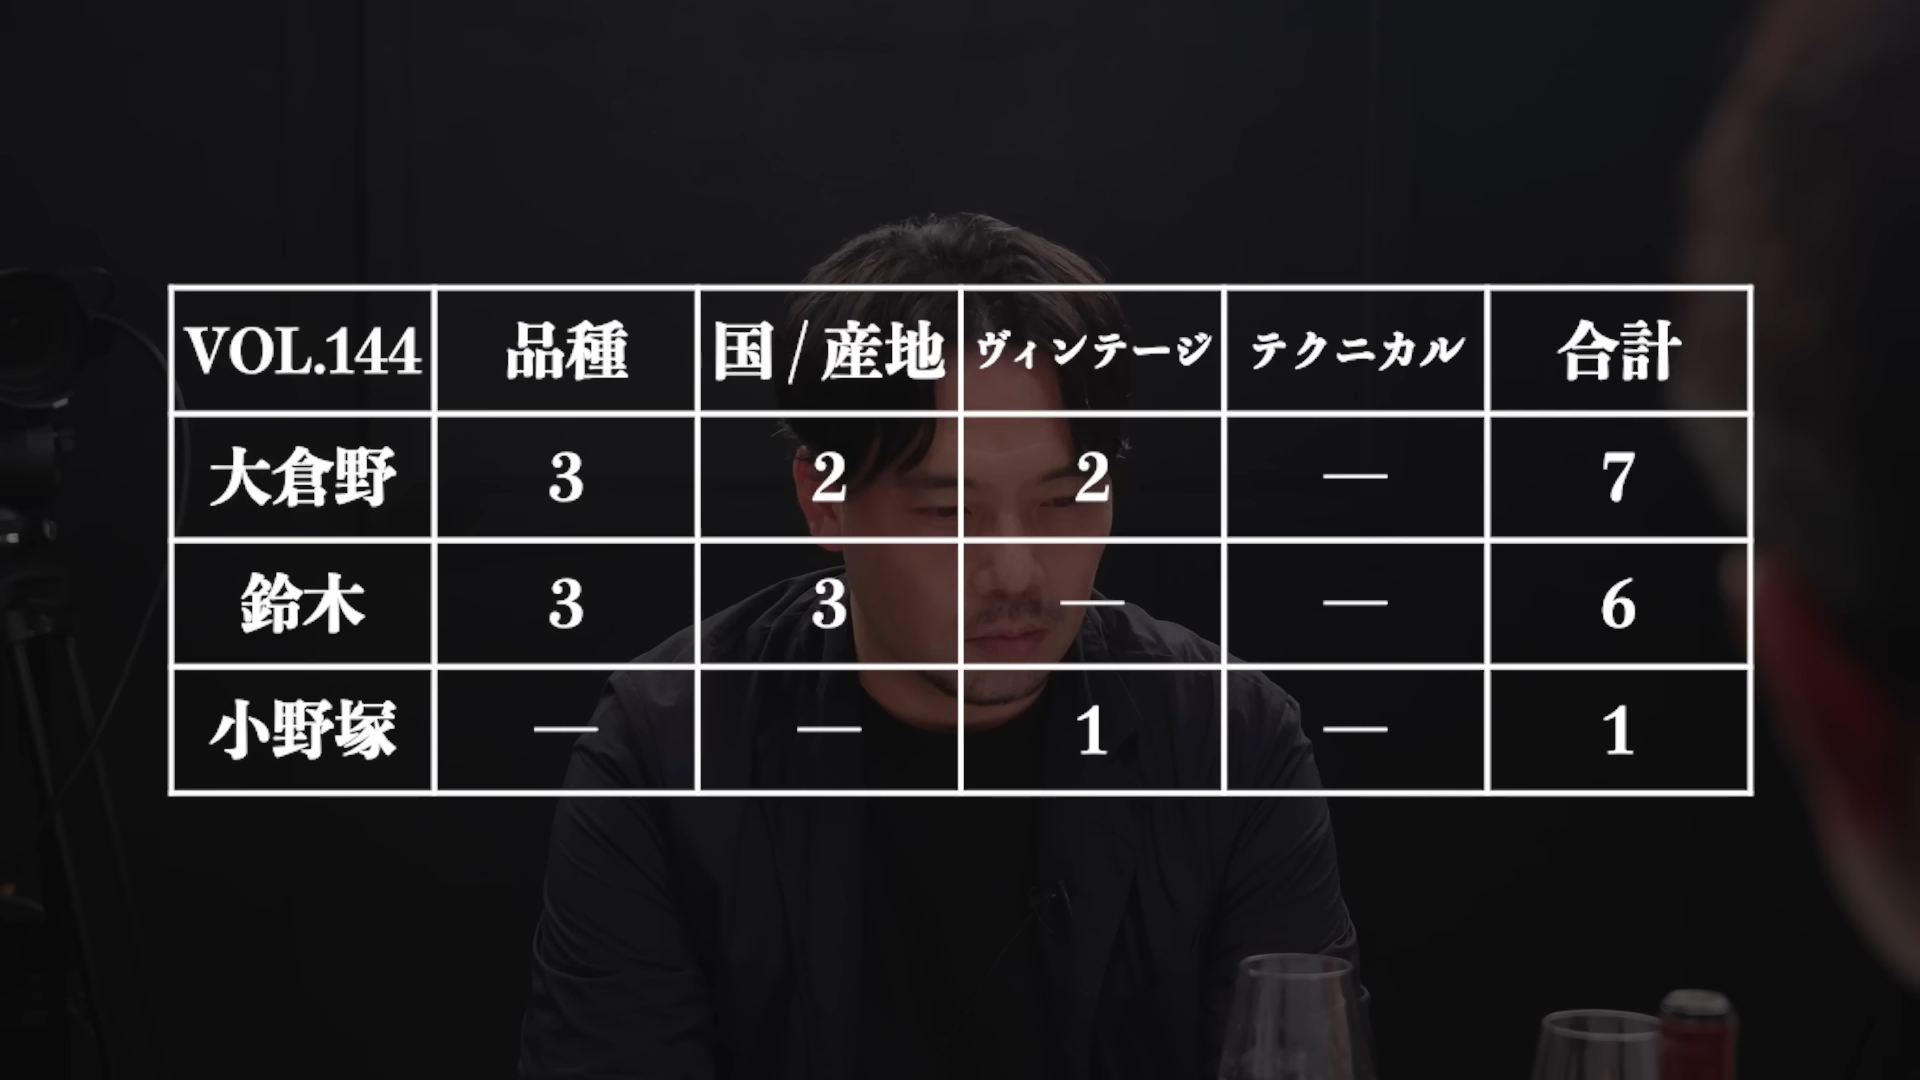 VOL.144 品種 国 / 産地 ヴィンテージ テクニカル 合計
大倉野 3 2 2 — 7
鈴木 3 3 — — 6
小野塚 — — 1 — 1